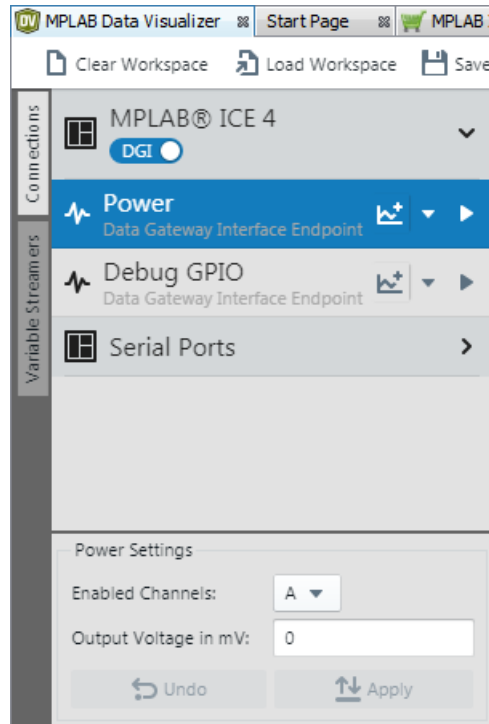 DV MPLAB Data Visualizer Start Page MPLAB
Clear Workspace Load Workspace Save
Connections
Variable Streamers
MPLAB® ICE 4
DGI
Power
Data Gateway Interface Endpoint
Debug GPIO
Data Gateway Interface Endpoint
Serial Ports
Power Settings
Enabled Channels: A
Output Voltage in mV: 0
Undo Apply